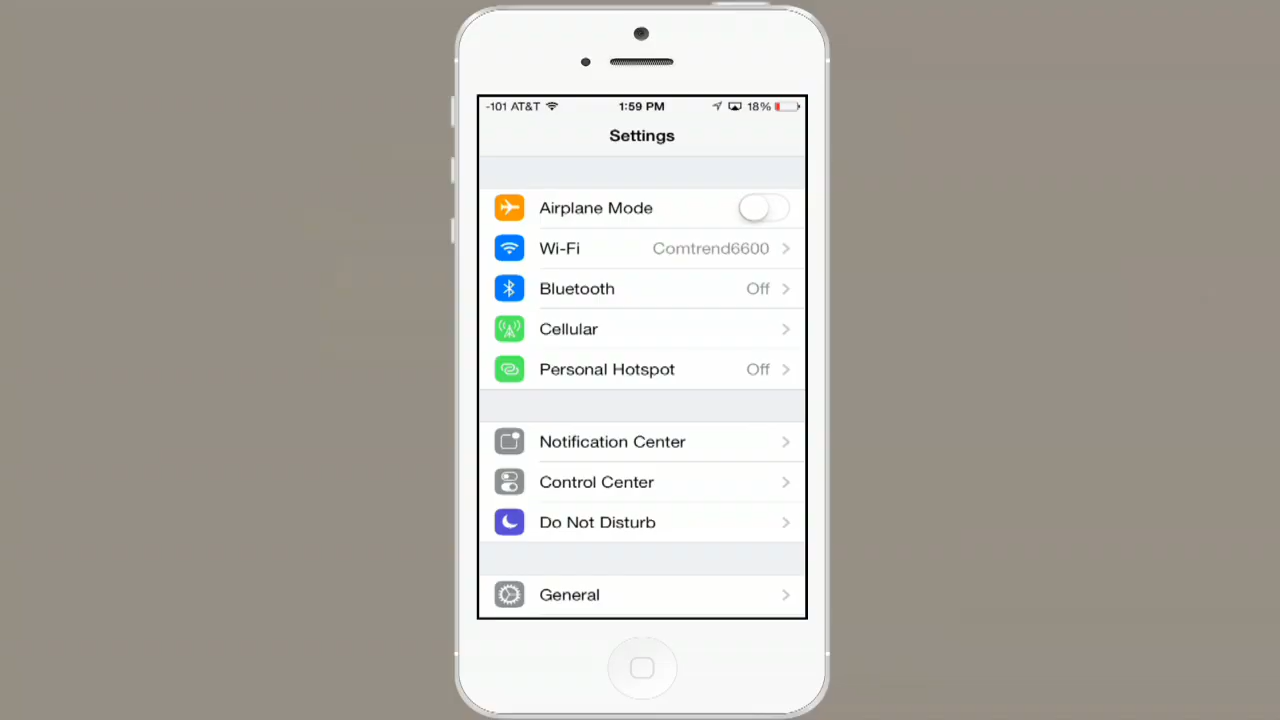 -101 AT&T 1:59 PM 18%
Settings
Airplane Mode
Wi-Fi Comtrend6600
Bluetooth Off
Cellular
Personal Hotspot Off
Notification Center
Control Center
Do Not Disturb
General